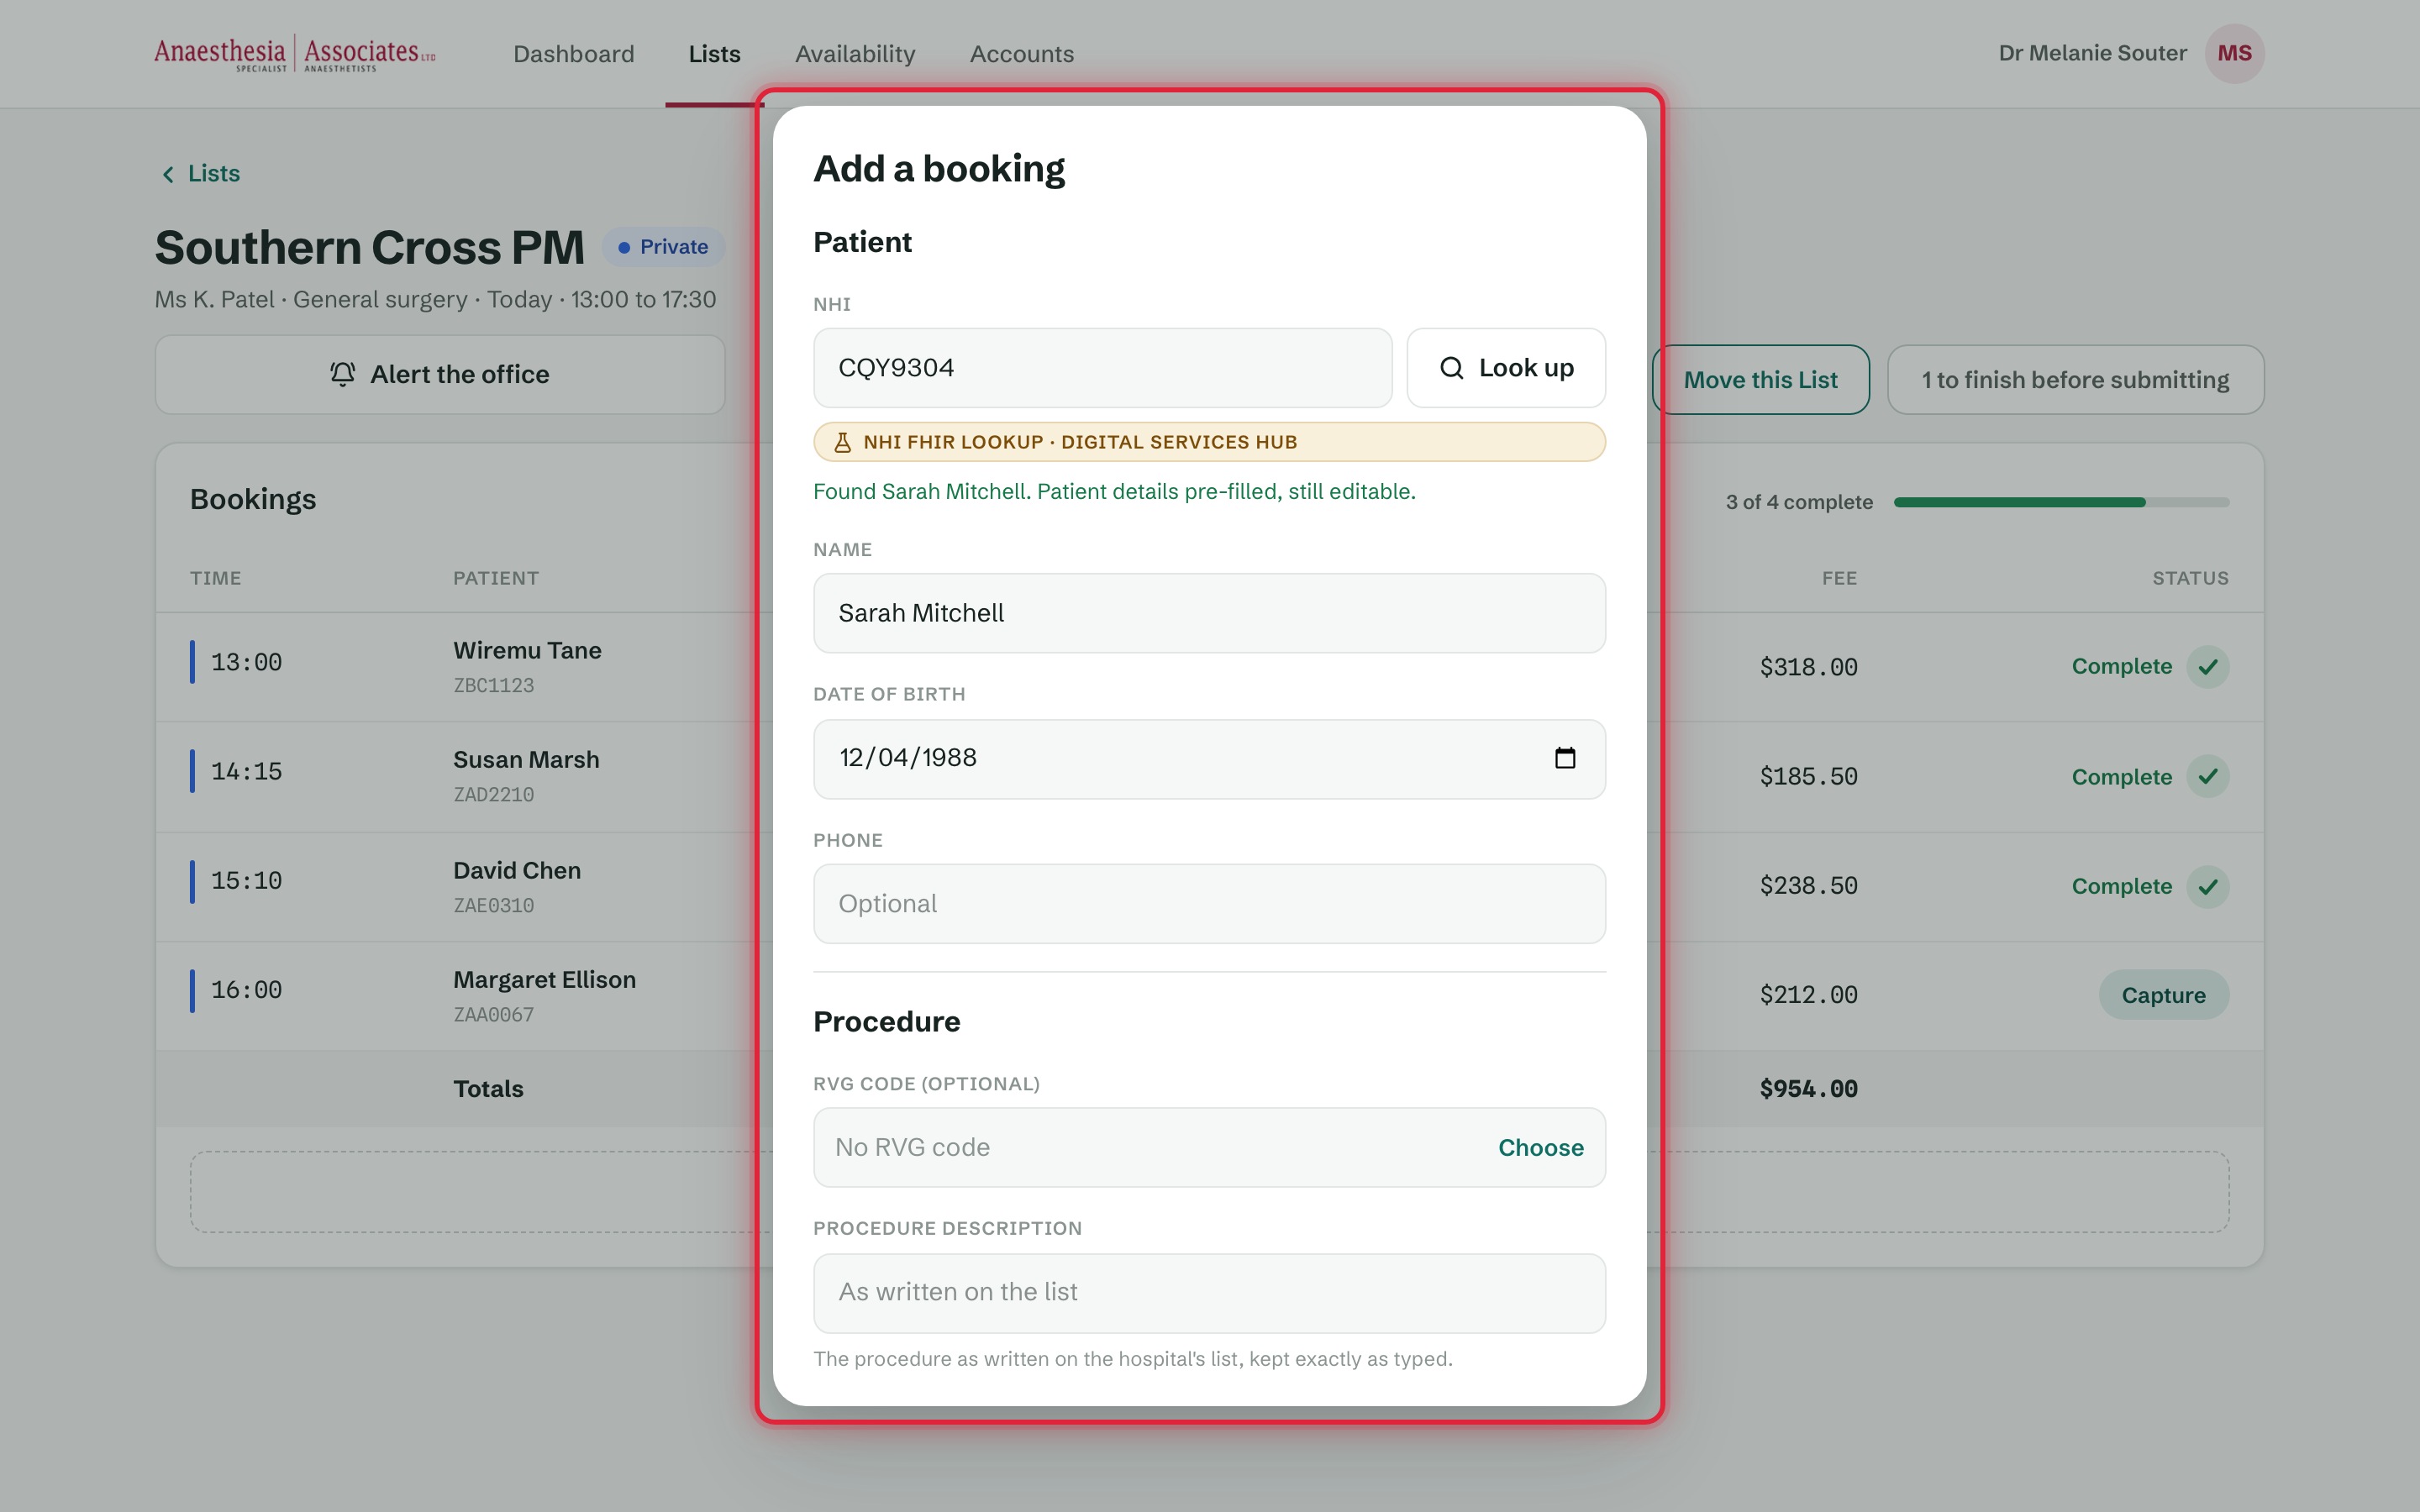 Anaesthesia | Associates LTD
SPECIALIST ANAESTHETISTS
Dashboard
Lists
Availability
Accounts
Dr Melanie Souter
MS
Lists
Southern Cross PM
Private
Ms K. Patel · General surgery · Today · 13:00 to 17:30
Alert the office
Move this List
1 to finish before submitting
Bookings
3 of 4 complete
TIME PATIENT FEE STATUS
13:00 Wiremu Tane $318.00 Complete
ZBC1123
14:15 Susan Marsh $185.50 Complete
ZAD2210
15:10 David Chen $238.50 Complete
ZAE0310
16:00 Margaret Ellison $212.00 Capture
ZAA0067
Totals $954.00
Add a booking
Patient
NHI
CQY9304
Look up
NHI FHIR LOOKUP · DIGITAL SERVICES HUB
Found Sarah Mitchell. Patient details pre-filled, still editable.
NAME
Sarah Mitchell
DATE OF BIRTH
12/04/1988
PHONE
Optional
Procedure
RVG CODE (OPTIONAL)
No RVG code
Choose
PROCEDURE DESCRIPTION
As written on the list
The procedure as written on the hospital's list, kept exactly as typed.